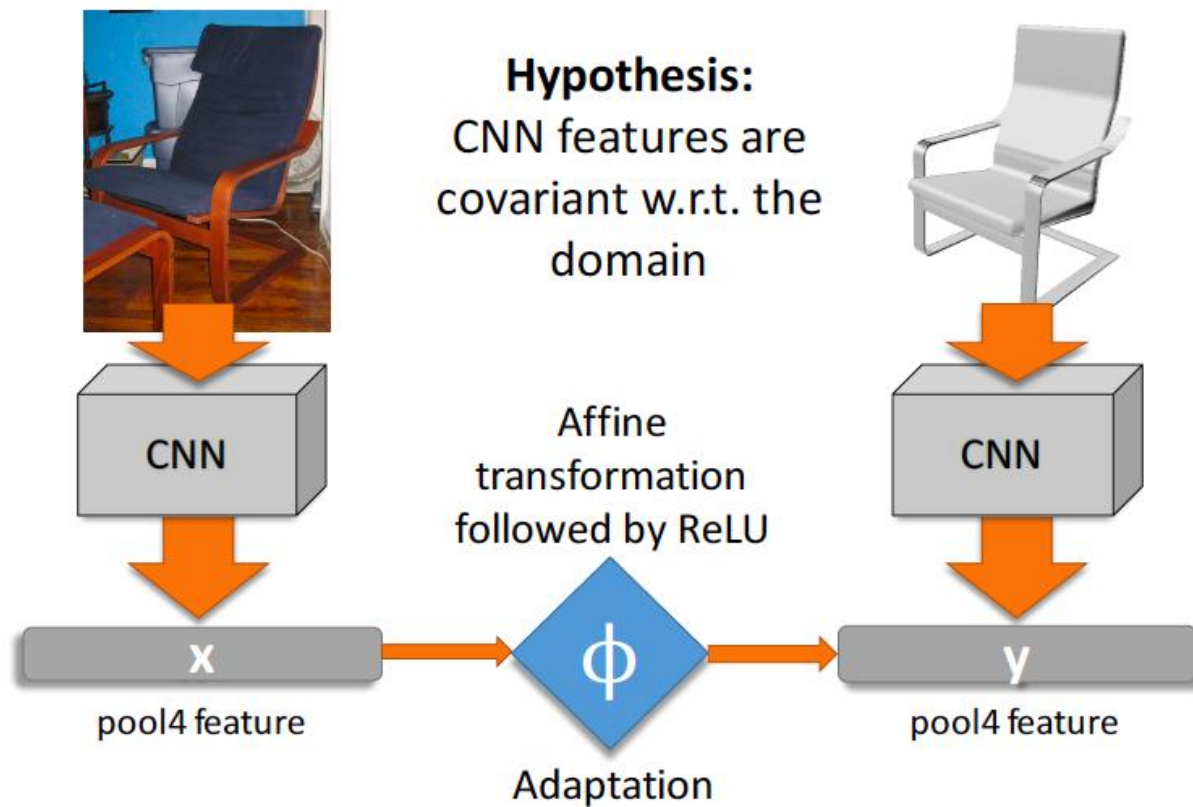 Hypothesis:
CNN features are
covariant w.r.t. the
domain
CNN
CNN
Affine
transformation
followed by ReLU
x
ϕ
y
pool4 feature
pool4 feature
Adaptation